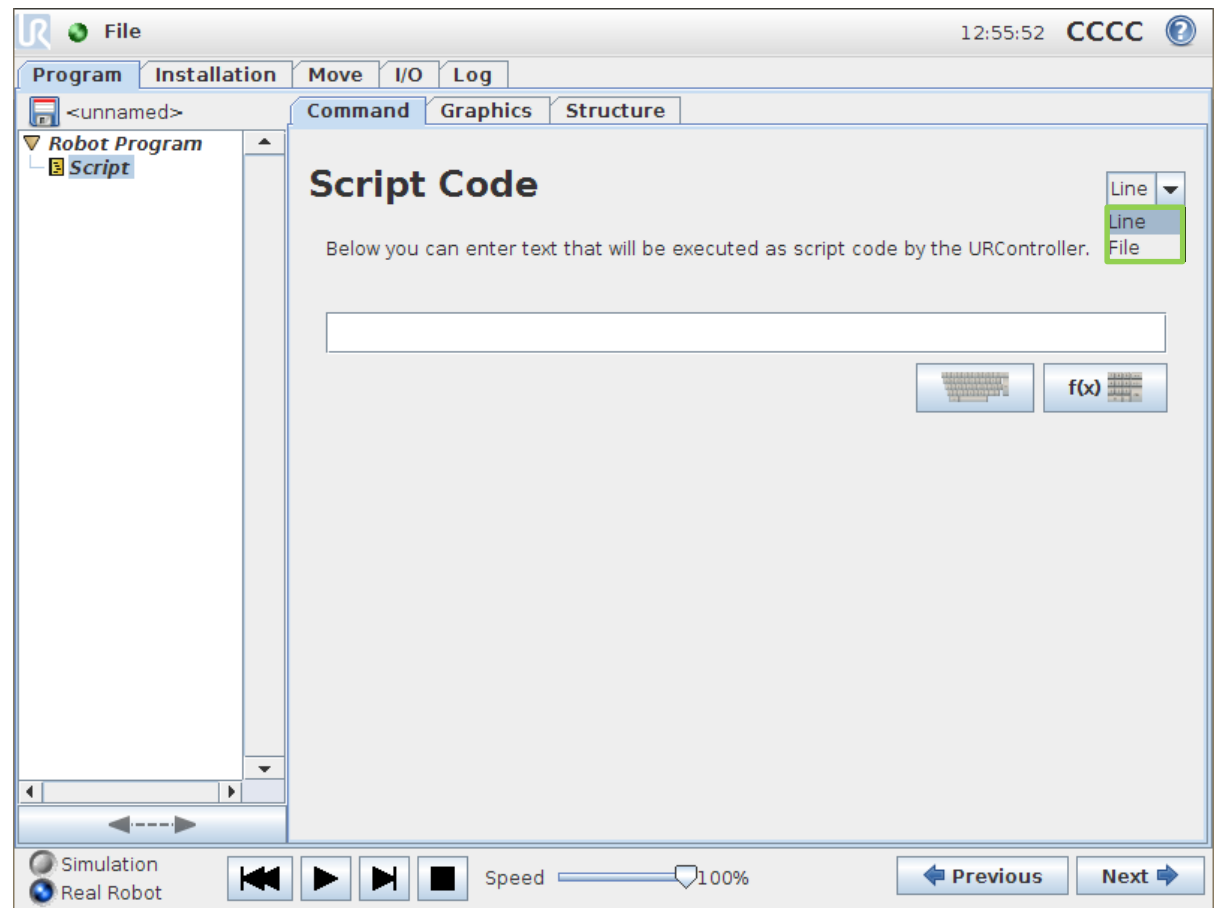 UR File 12:55:52 CCCC ?
Program Installation Move I/O Log
<unnamed> Command Graphics Structure
Robot Program
Script
Script Code
Line
Line
File
Below you can enter text that will be executed as script code by the URController.
f(x)
Simulation
Real Robot
Speed 100%
Previous Next